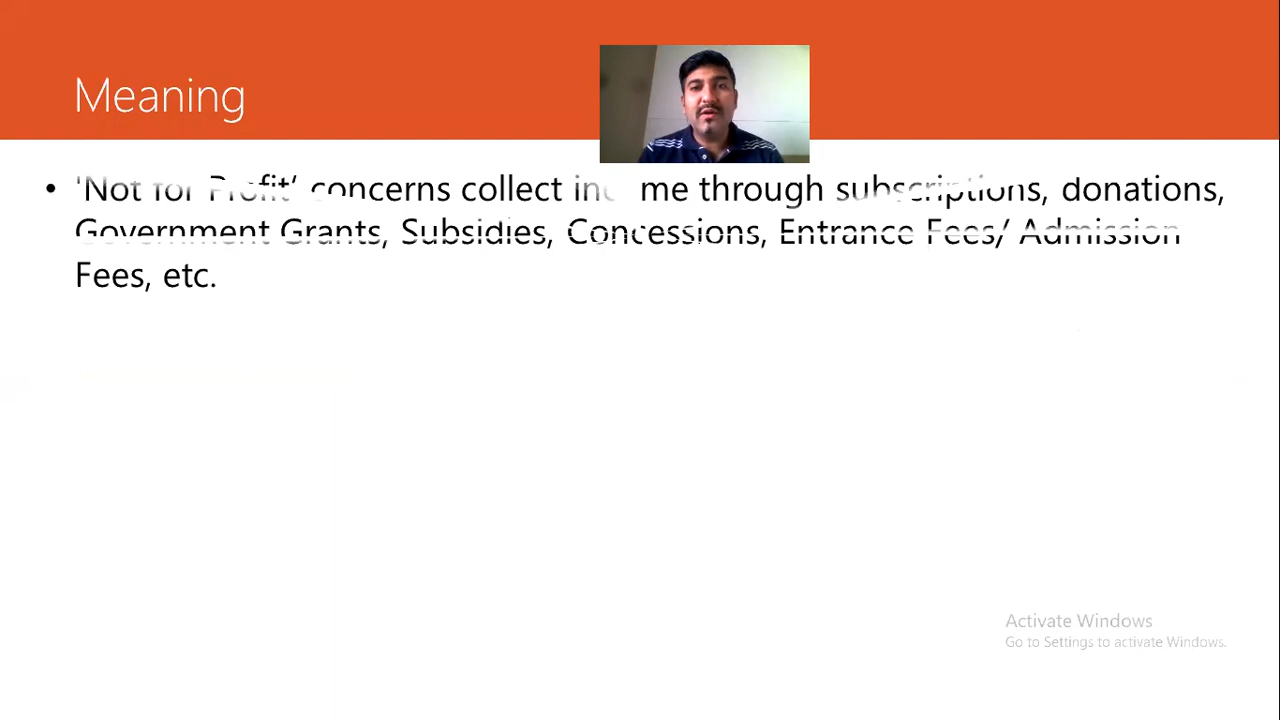 Meaning
• 'Not for Profit' concerns collect income through subscriptions, donations,
Government Grants, Subsidies, Concessions, Entrance Fees/ Admission
Fees, etc.
Activate Windows
Go to Settings to activate Windows.